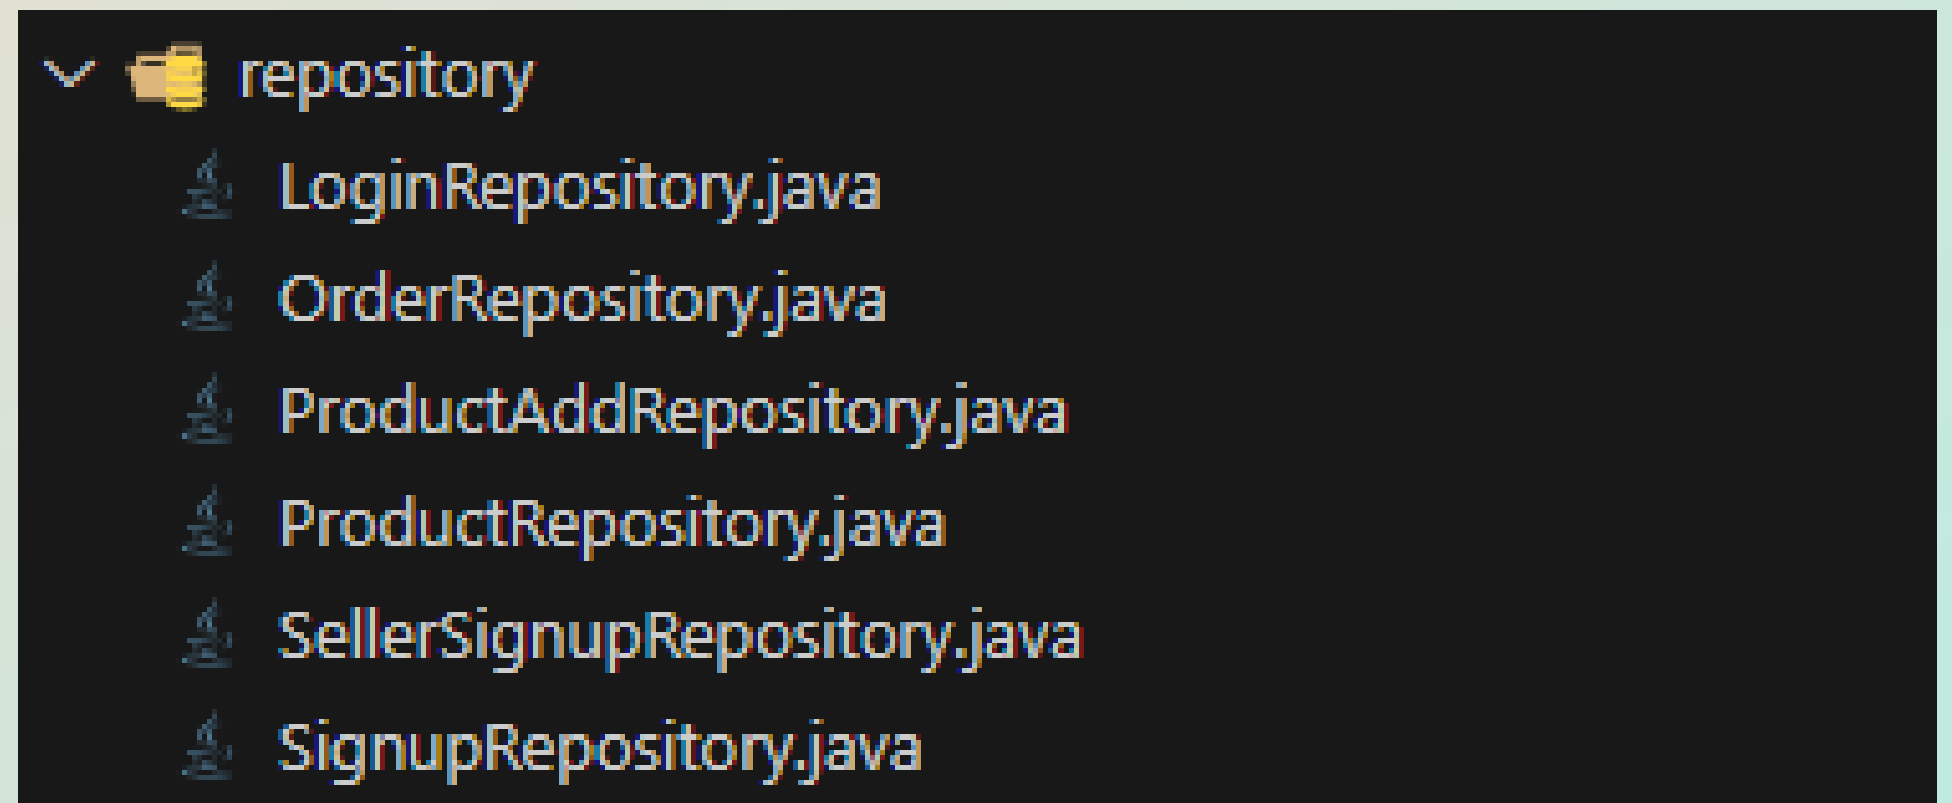 repository
LoginRepository.java
OrderRepository.java
ProductAddRepository.java
ProductRepository.java
SellerSignupRepository.java
SignupRepository.java